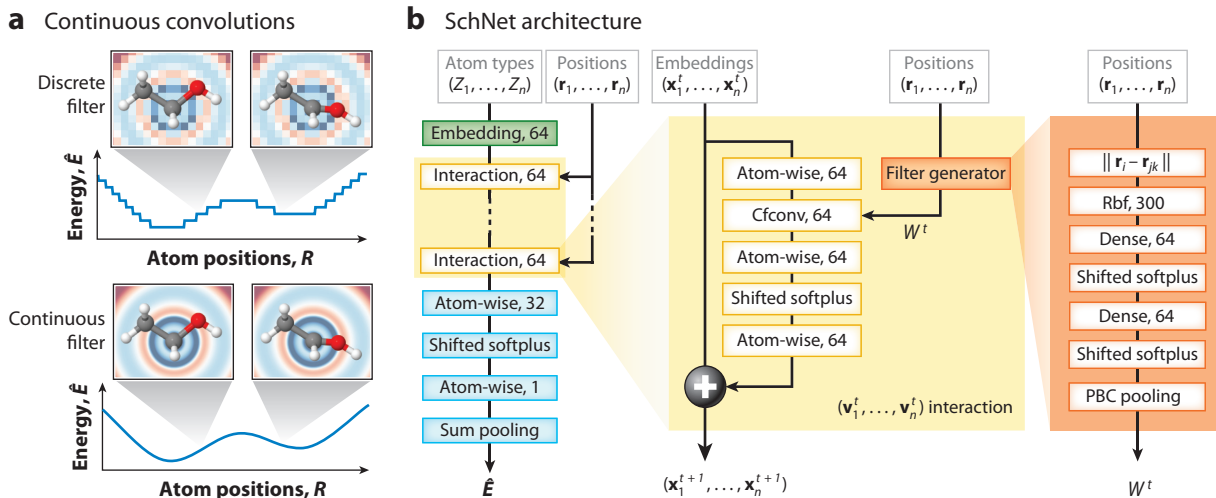 a Continuous convolutions
Discrete filter
Energy, Ê
Atom positions, R
Continuous filter
Energy, Ê
Atom positions, R
b SchNet architecture
Atom types
(Z₁, . . . , Zₙ)
Positions
(r₁, . . . , rₙ)
Embedding, 64
Interaction, 64
Interaction, 64
Atom-wise, 32
Shifted softplus
Atom-wise, 1
Sum pooling
Ê
Embeddings
(x₁ᵗ, . . . , xₙᵗ)
Positions
(r₁, . . . , rₙ)
Atom-wise, 64
Filter generator
Cfconv, 64
Wᵗ
Atom-wise, 64
Shifted softplus
Atom-wise, 64
(v₁ᵗ, . . . , vₙᵗ) interaction
(x₁ᵗ⁺¹, . . . , xₙᵗ⁺¹)
Positions
(r₁, . . . , rₙ)
|| rᵢ – rⱼₖ ||
Rbf, 300
Dense, 64
Shifted softplus
Dense, 64
Shifted softplus
PBC pooling
Wᵗ